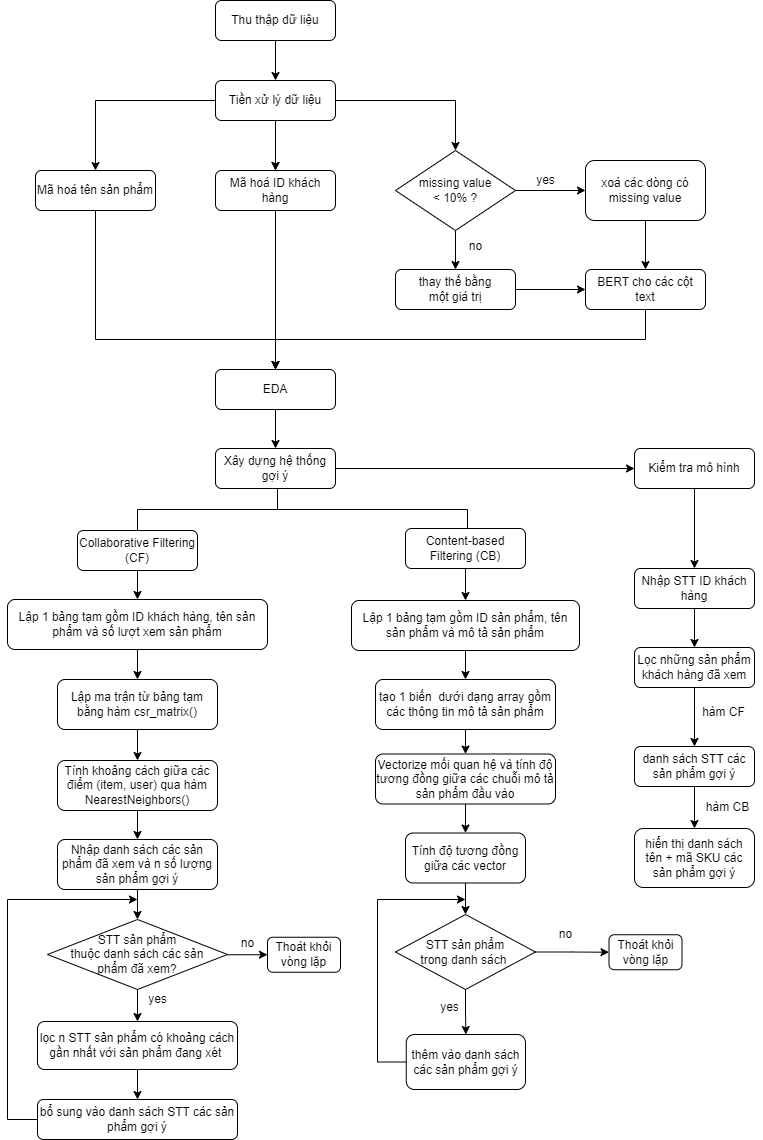 Thu thập dữ liệu
Tiền xử lý dữ liệu
Mã hoá tên sản phẩm
Mã hoá ID khách
hàng
missing value
< 10% ?
yes
xoá các dòng có
missing value
no
thay thế bằng
một giá trị
BERT cho các cột
text
EDA
Xây dựng hệ thống
gợi ý
Kiểm tra mô hình
Collaborative Filtering
(CF)
Lập 1 bảng tạm gồm ID khách hàng, tên sản
phẩm và số lượt xem sản phẩm
Lập ma trận từ bảng tạm
bằng hàm csr_matrix()
Tính khoảng cách giữa các
điểm (item, user) qua hàm
NearestNeighbors()
Nhập danh sách các sản
phẩm đã xem và n số lượng
sản phẩm gợi ý
STT sản phẩm
thuộc danh sách các sản
phẩm đã xem?
no
Thoát khỏi
vòng lặp
yes
lọc n STT sản phẩm có khoảng cách
gần nhất với sản phẩm đang xét
bổ sung vào danh sách STT các sản
phẩm gợi ý
Content-based
Filtering (CB)
Lập 1 bảng tạm gồm ID sản phẩm, tên
sản phẩm và mô tả sản phẩm
tạo 1 biến dưới dạng array gồm
các thông tin mô tả sản phẩm
Vectorize mối quan hệ và tính độ
tương đồng giữa các chuỗi mô tả
sản phẩm đầu vào
Tính độ tương đồng
giữa các vector
STT sản phẩm
trong danh sách
no
Thoát khỏi
vòng lặp
yes
thêm vào danh sách
các sản phẩm gợi ý
Nhập STT ID khách
hàng
Lọc những sản phẩm
khách hàng đã xem
hàm CF
danh sách STT các
sản phẩm gợi ý
hàm CB
hiển thị danh sách
tên + mã SKU các
sản phẩm gợi ý